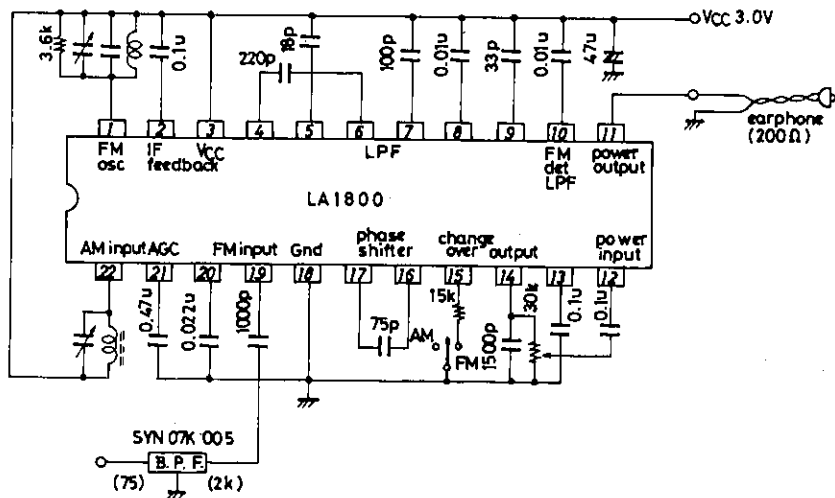 VCC 3.0V
3.6k
0.1u
220p
18p
100p
0.01u
33p
0.01u
47u
earphone
(200Ω)
1 2 3 4 5 6 7 8 9 10 11
FM osc
IF feedback
VCC
LPF
FM det LPF
power output
LA1800
AM input
AGC
FM input
Gnd
phase shifter
change over
output
power input
22 21 20 19 18 17 16 15 14 13 12
0.47u
0.022u
1000p
75p
15k
AM
FM
1500p
30k
0.1u
0.1u
SYN 07K 005
B.P.F.
(75)
(2k)